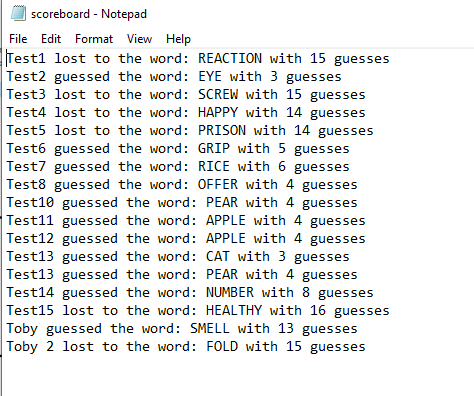 scoreboard - Notepad
File Edit Format View Help
Test1 lost to the word: REACTION with 15 guesses
Test2 guessed the word: EYE with 3 guesses
Test3 lost to the word: SCREW with 15 guesses
Test4 lost to the word: HAPPY with 14 guesses
Test5 lost to the word: PRISON with 14 guesses
Test6 guessed the word: GRIP with 5 guesses
Test7 guessed the word: RICE with 6 guesses
Test8 guessed the word: OFFER with 4 guesses
Test10 guessed the word: PEAR with 4 guesses
Test11 guessed the word: APPLE with 4 guesses
Test12 guessed the word: APPLE with 4 guesses
Test13 guessed the word: CAT with 3 guesses
Test13 guessed the word: PEAR with 4 guesses
Test14 guessed the word: NUMBER with 8 guesses
Test15 lost to the word: HEALTHY with 16 guesses
Toby guessed the word: SMELL with 13 guesses
Toby 2 lost to the word: FOLD with 15 guesses